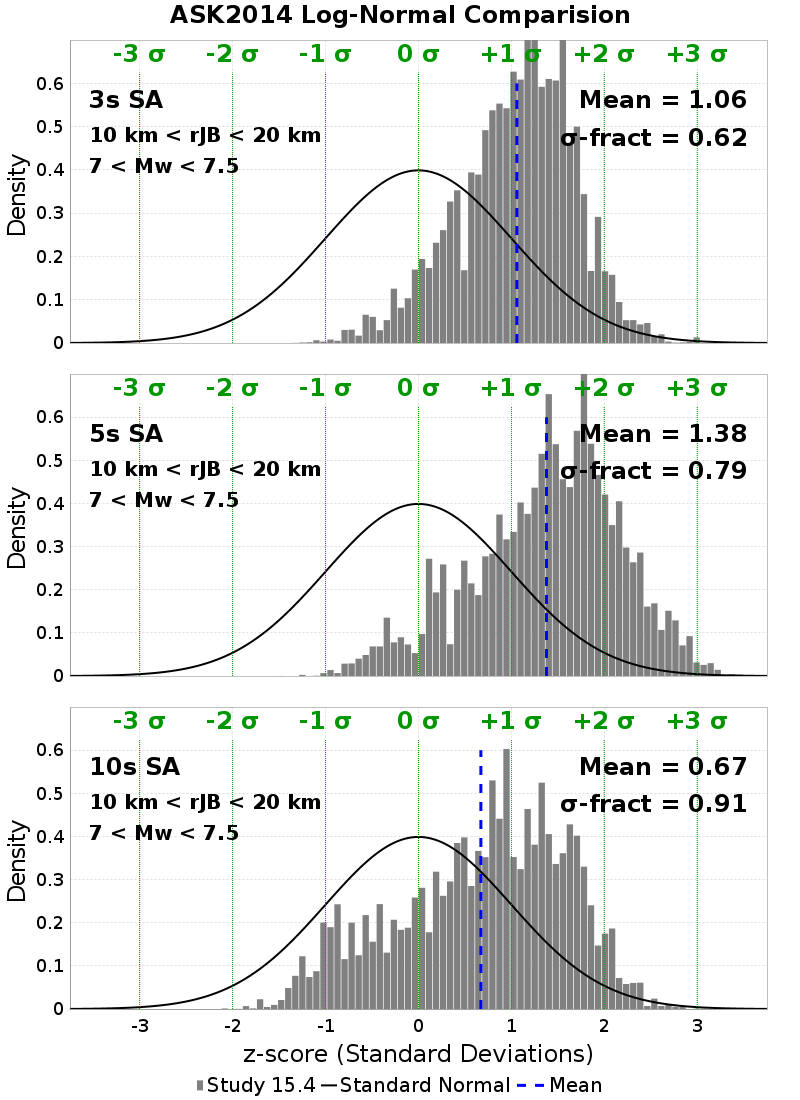 ASK2014 Log-Normal Comparision
-3 σ -2 σ -1 σ 0 σ +1 σ +2 σ +3 σ
0.6
3s SA
Mean = 1.06
0.5
10 km < rJB < 20 km
σ-fract = 0.62
7 < Mw < 7.5
0.4
Density
0.3
0.2
0.1
0
-3 σ -2 σ -1 σ 0 σ +1 σ +2 σ +3 σ
0.6
5s SA
Mean = 1.38
0.5
10 km < rJB < 20 km
σ-fract = 0.79
7 < Mw < 7.5
0.4
Density
0.3
0.2
0.1
0
-3 σ -2 σ -1 σ 0 σ +1 σ +2 σ +3 σ
0.6
10s SA
Mean = 0.67
0.5
10 km < rJB < 20 km
σ-fract = 0.91
7 < Mw < 7.5
0.4
Density
0.3
0.2
0.1
0
-3 -2 -1 0 1 2 3
z-score (Standard Deviations)
Study 15.4 Standard Normal Mean